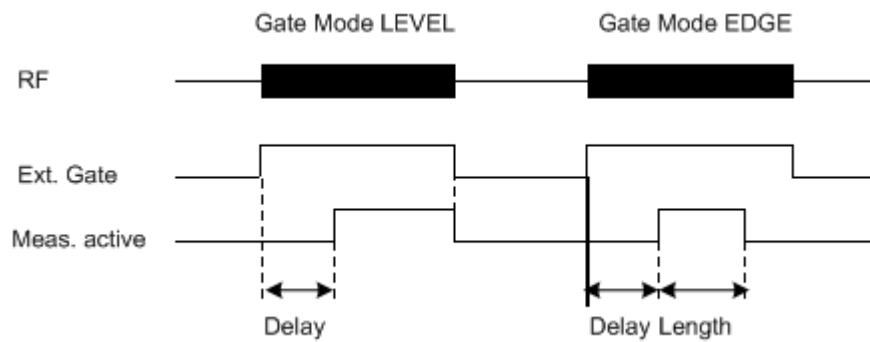 Gate Mode LEVEL
Gate Mode EDGE
RF
Ext. Gate
Meas. active
Delay
Delay Length